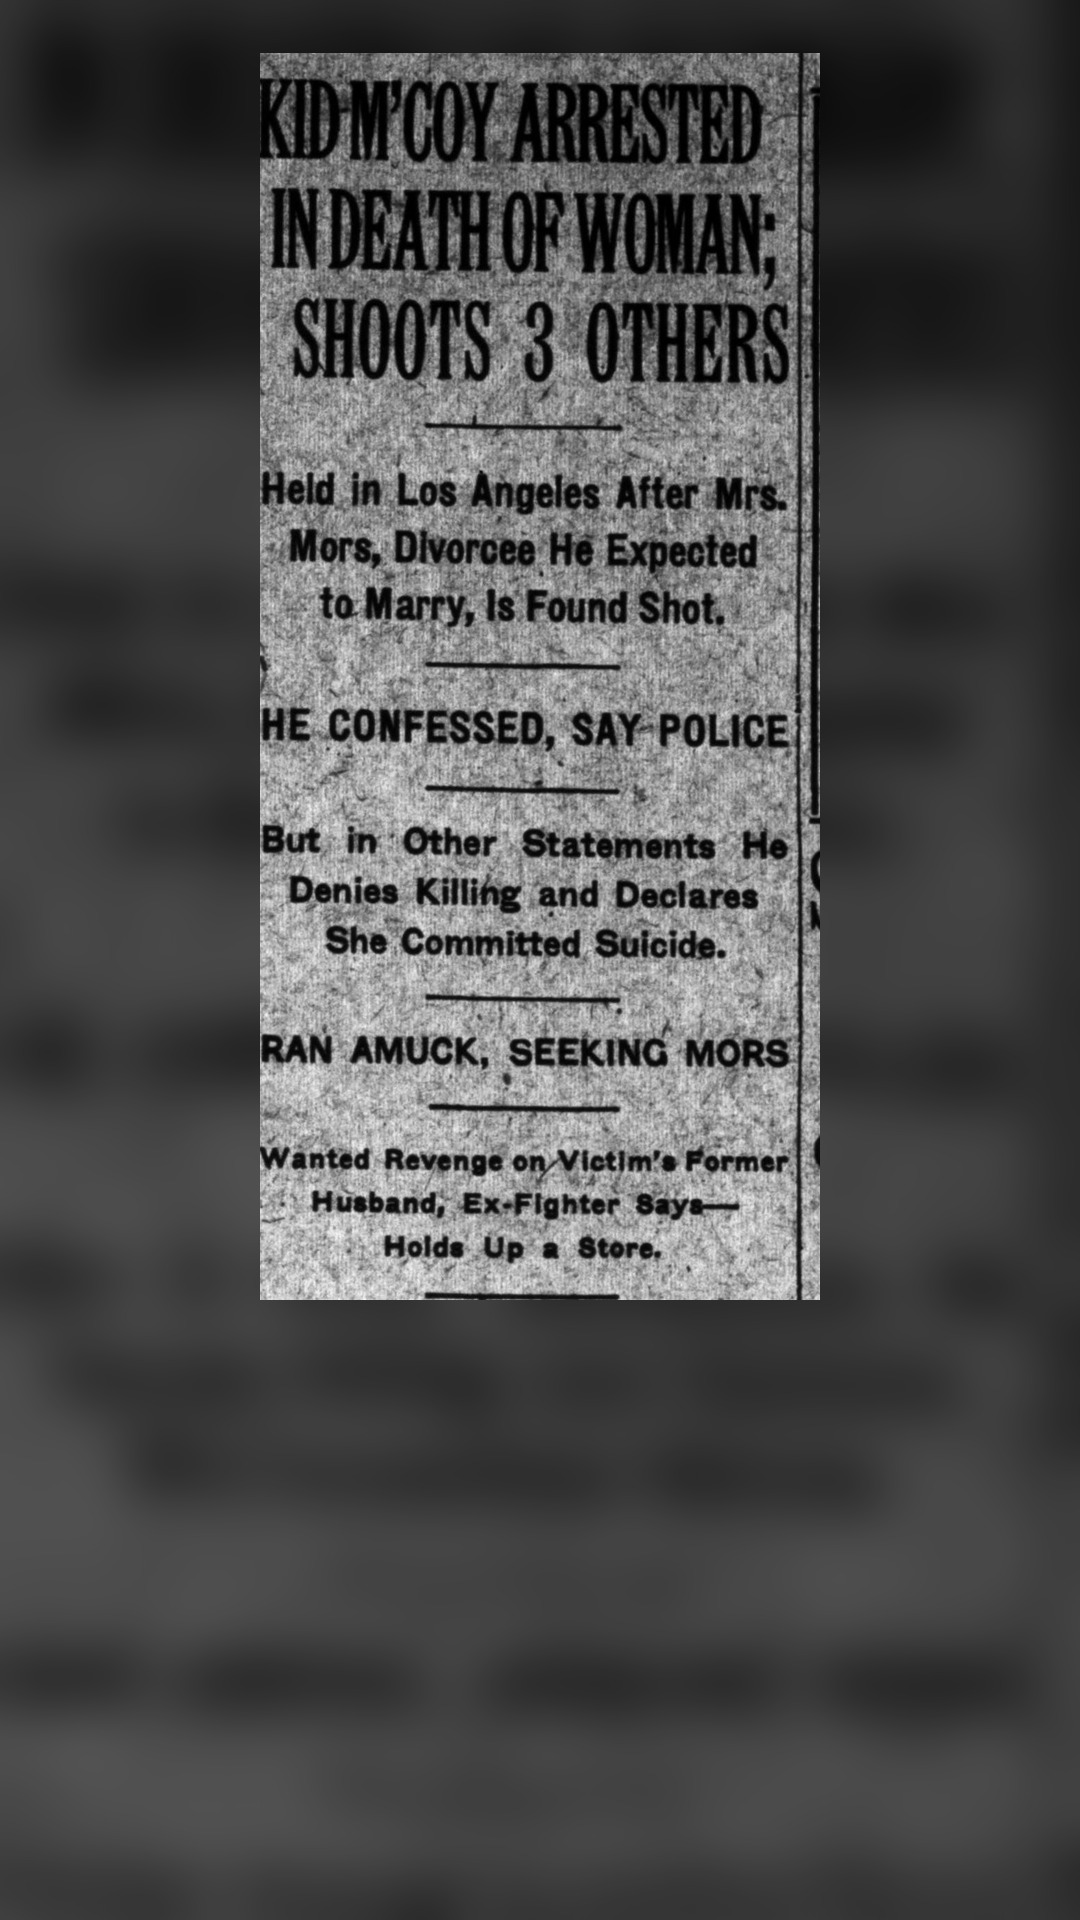 KID M'COY ARRESTED
IN DEATH OF WOMAN;
SHOOTS 3 OTHERS
Held in Los Angeles After Mrs.
Mors, Divorcee He Expected
to Marry, Is Found Shot.
HE CONFESSED, SAY POLICE
But in Other Statements He
Denies Killing and Declares
She Committed Suicide.
RAN AMUCK, SEEKING MORS
Wanted Revenge on Victim's Former
Husband, Ex-Fighter Says—
Holds Up a Store.